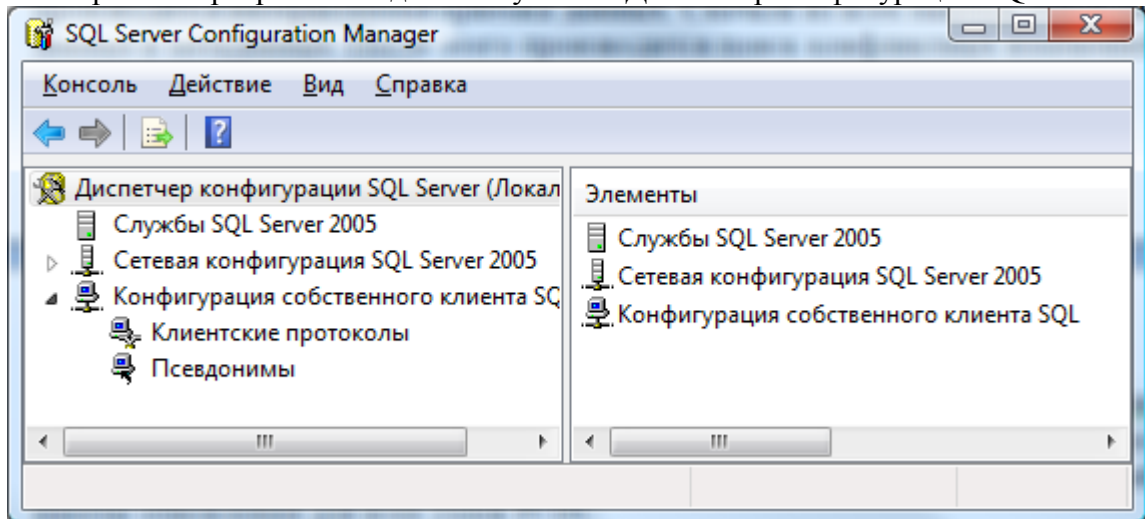 SQL Server Configuration Manager
Консоль Действие Вид Справка
Диспетчер конфигурации SQL Server (Локал
Службы SQL Server 2005
Сетевая конфигурация SQL Server 2005
Конфигурация собственного клиента SQ
Клиентские протоколы
Псевдонимы
Элементы
Службы SQL Server 2005
Сетевая конфигурация SQL Server 2005
Конфигурация собственного клиента SQL